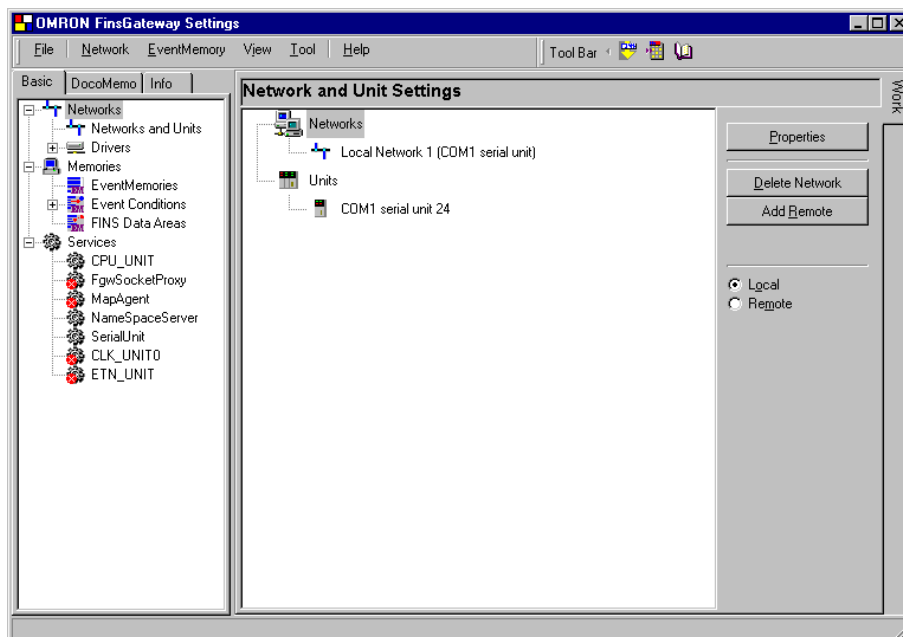 OMRON FinsGateway Settings
File Network EventMemory View Tool Help Tool Bar
Basic DocoMemo Info
Networks
Networks and Units
Drivers
Memories
EventMemories
Event Conditions
FINS Data Areas
Services
CPU_UNIT
FgwSocketProxy
MapAgent
NameSpaceServer
SerialUnit
CLK_UNIT0
ETN_UNIT
Network and Unit Settings
Networks
Local Network 1 (COM1 serial unit)
Units
COM1 serial unit 24
Properties
Delete Network
Add Remote
Local
Remote
Work